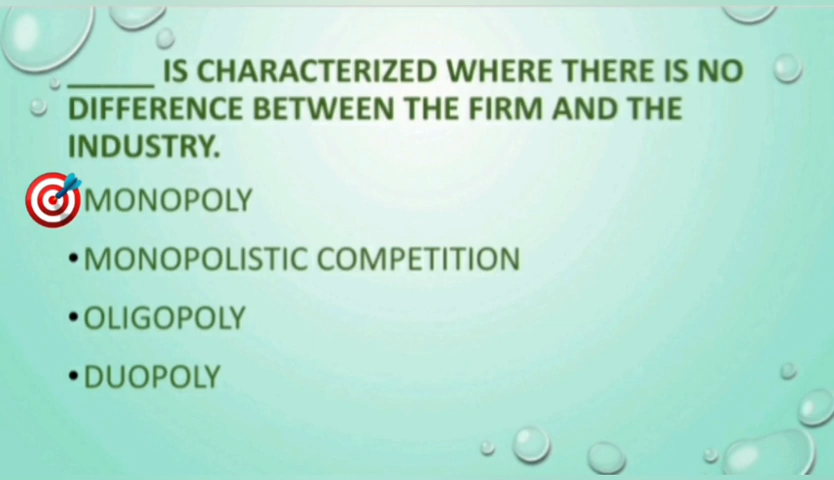 ______ IS CHARACTERIZED WHERE THERE IS NO
DIFFERENCE BETWEEN THE FIRM AND THE
INDUSTRY.
MONOPOLY
• MONOPOLISTIC COMPETITION
• OLIGOPOLY
• DUOPOLY